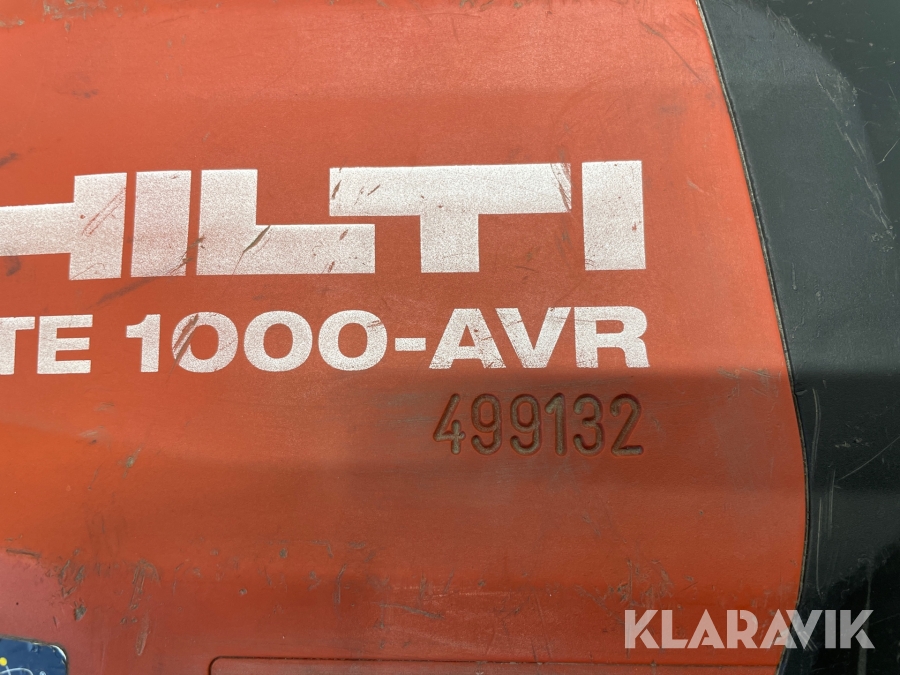 HILTI
TE 1000-AVR
499132
KLARAVIK